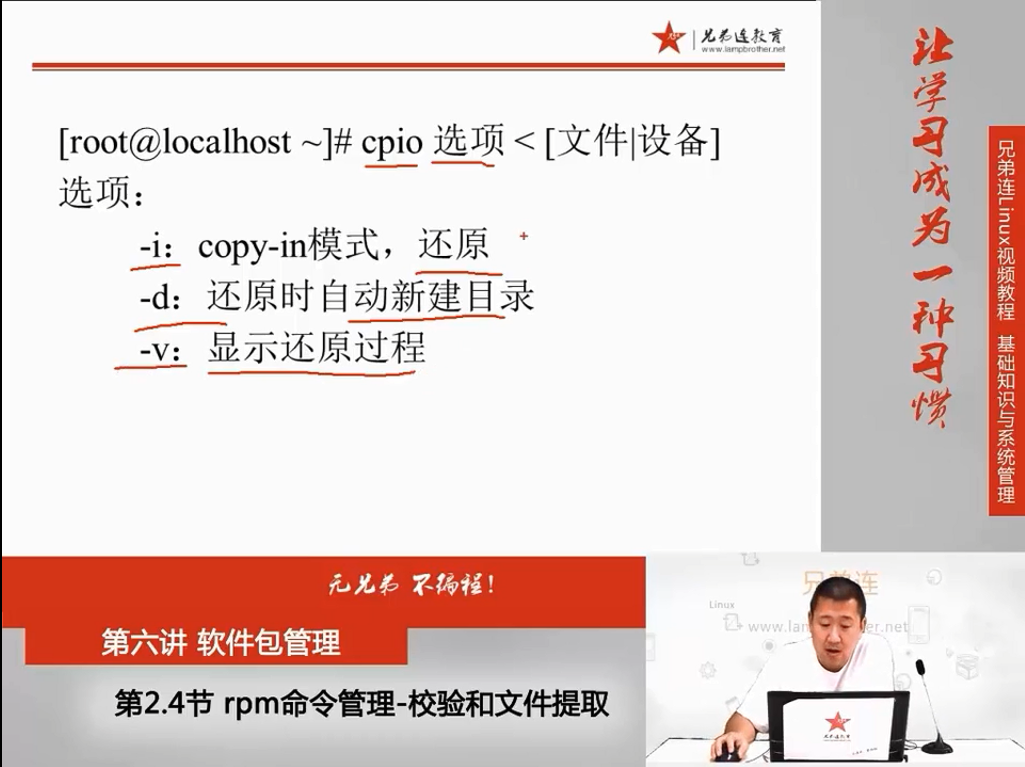 兄弟连教育
www.lampbrother.net
[root@localhost ~]# cpio 选项 < [文件|设备]
选项：
-i：copy-in模式，还原
-d：还原时自动新建目录
-v：显示还原过程
让学习成为一种习惯
兄弟连Linux视频教程 基础知识与系统管理
无兄弟 不编程！
第六讲 软件包管理
第2.4节 rpm命令管理-校验和文件提取
兄弟连
Linux